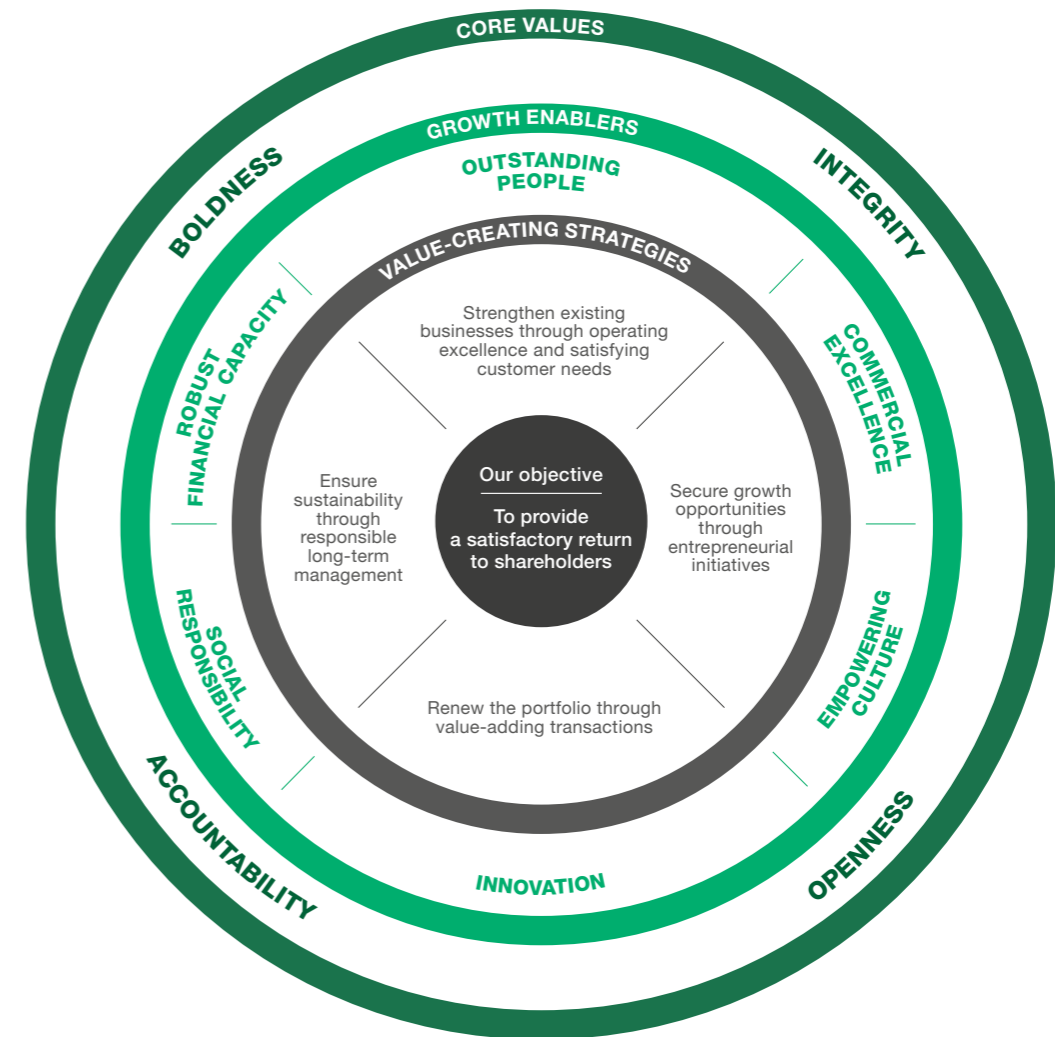 CORE VALUES
BOLDNESS
INTEGRITY
OPENNESS
ACCOUNTABILITY
GROWTH ENABLERS
OUTSTANDING
PEOPLE
COMMERCIAL
EXCELLENCE
EMPOWERING
CULTURE
INNOVATION
SOCIAL
RESPONSIBILITY
ROBUST
FINANCIAL CAPACITY
VALUE-CREATING STRATEGIES
Strengthen existing
businesses through operating
excellence and satisfying
customer needs
Secure growth
opportunities
through
entrepreneurial
initiatives
Renew the portfolio through
value-adding transactions
Ensure
sustainability
through
responsible
long-term
management
Our objective
To provide
a satisfactory return
to shareholders